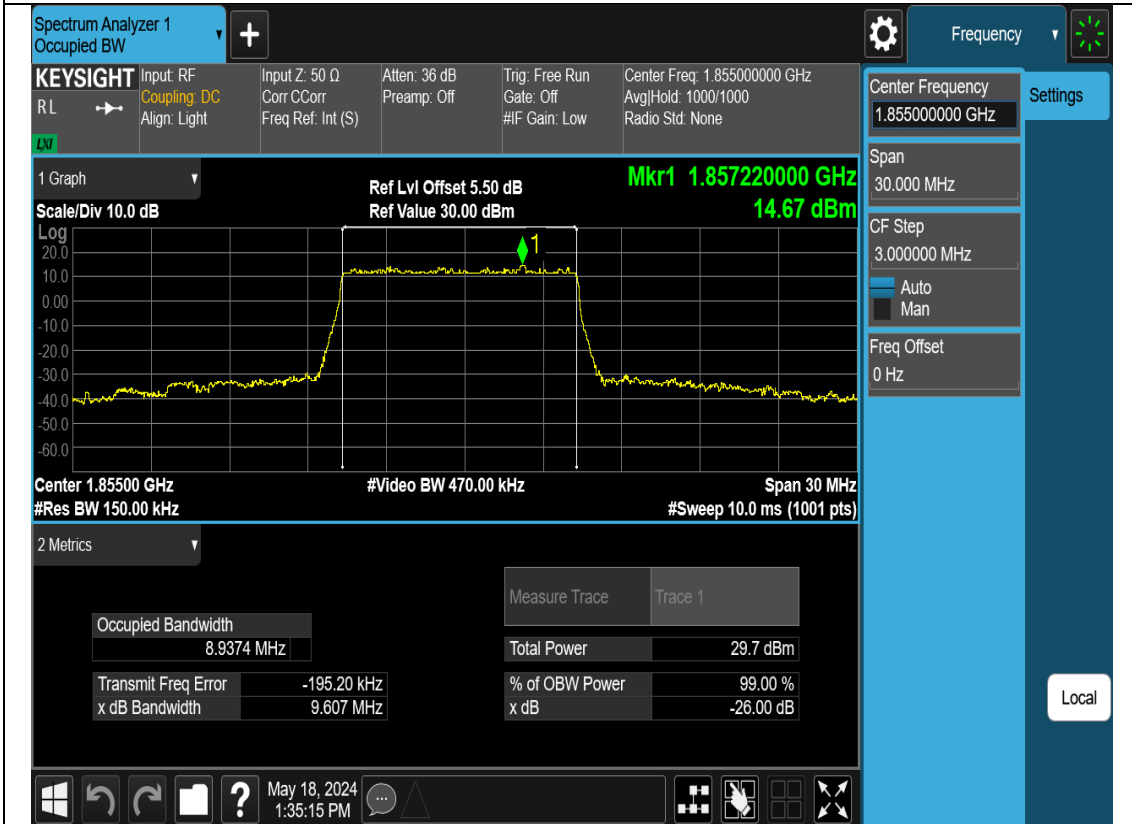 Spectrum Analyzer 1
Occupied BW
▼
+
Frequency
▼
KEYSIGHT
R L
LXI
Input: RF
Coupling: DC
Align: Light
Input Z: 50 Ω
Corr CCorr
Freq Ref: Int (S)
Atten: 36 dB
Preamp: Off
Trig: Free Run
Gate: Off
#IF Gain: Low
Center Freq: 1.855000000 GHz
Avg|Hold: 1000/1000
Radio Std: None
Center Frequency
1.855000000 GHz
Settings
Span
30.000 MHz
CF Step
3.000000 MHz
Auto
Man
Freq Offset
0 Hz
Local
1 Graph ▼
Scale/Div 10.0 dB
Ref Lvl Offset 5.50 dB
Ref Value 30.00 dBm
Mkr1 1.857220000 GHz
14.67 dBm
Log
20.0
10.0
0.00
-10.0
-20.0
-30.0
-40.0
-50.0
-60.0
1
Center 1.85500 GHz
#Res BW 150.00 kHz
#Video BW 470.00 kHz
Span 30 MHz
#Sweep 10.0 ms (1001 pts)
2 Metrics ▼
Measure Trace Trace 1
Occupied Bandwidth
8.9374 MHz
Total Power 29.7 dBm
Transmit Freq Error -195.20 kHz
% of OBW Power 99.00 %
x dB Bandwidth 9.607 MHz
x dB -26.00 dB
?
May 18, 2024
1:35:15 PM